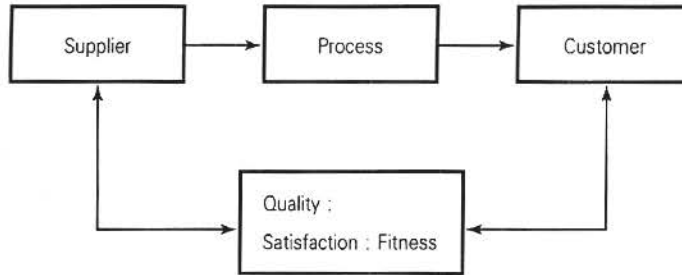 Supplier
Process
Customer
Quality :
Satisfaction : Fitness